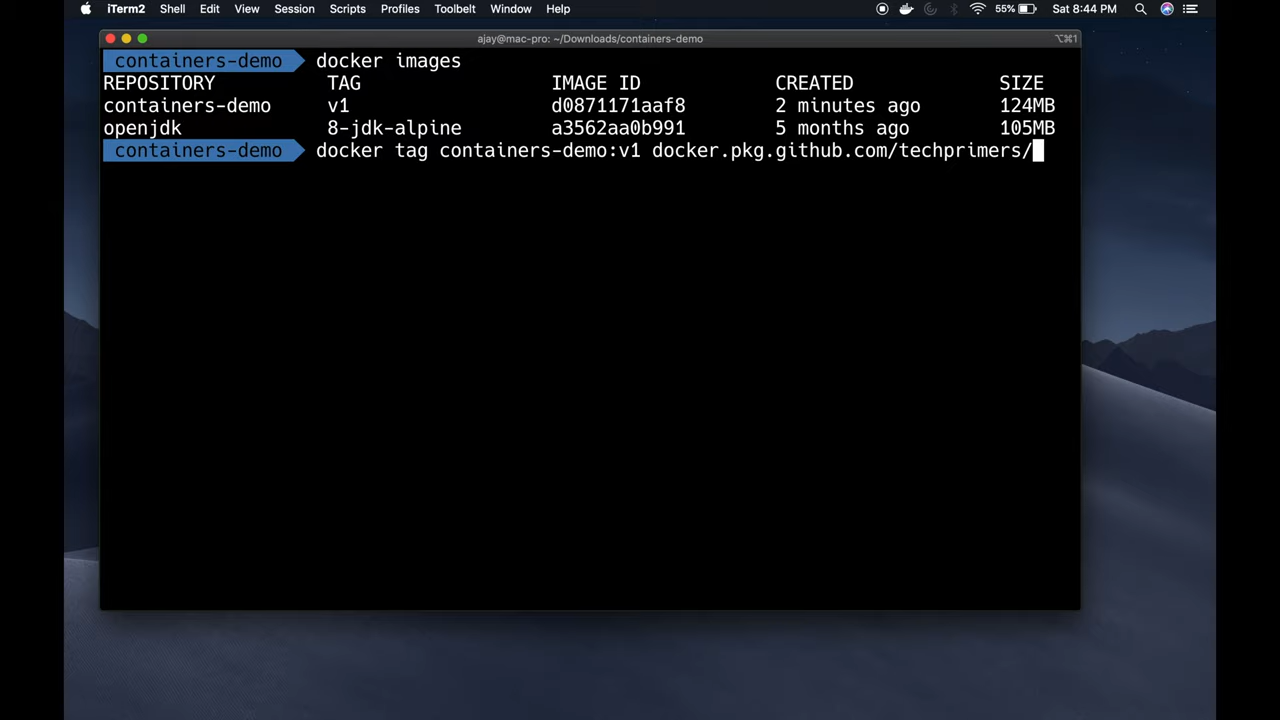 iTerm2 Shell Edit View Session Scripts Profiles Toolbelt Window Help 55% Sat 8:44 PM
ajay@mac-pro: ~/Downloads/containers-demo ⌥⌘1
containers-demo docker images
REPOSITORY TAG IMAGE ID CREATED SIZE
containers-demo v1 d0871171aaf8 2 minutes ago 124MB
openjdk 8-jdk-alpine a3562aa0b991 5 months ago 105MB
containers-demo docker tag containers-demo:v1 docker.pkg.github.com/techprimers/